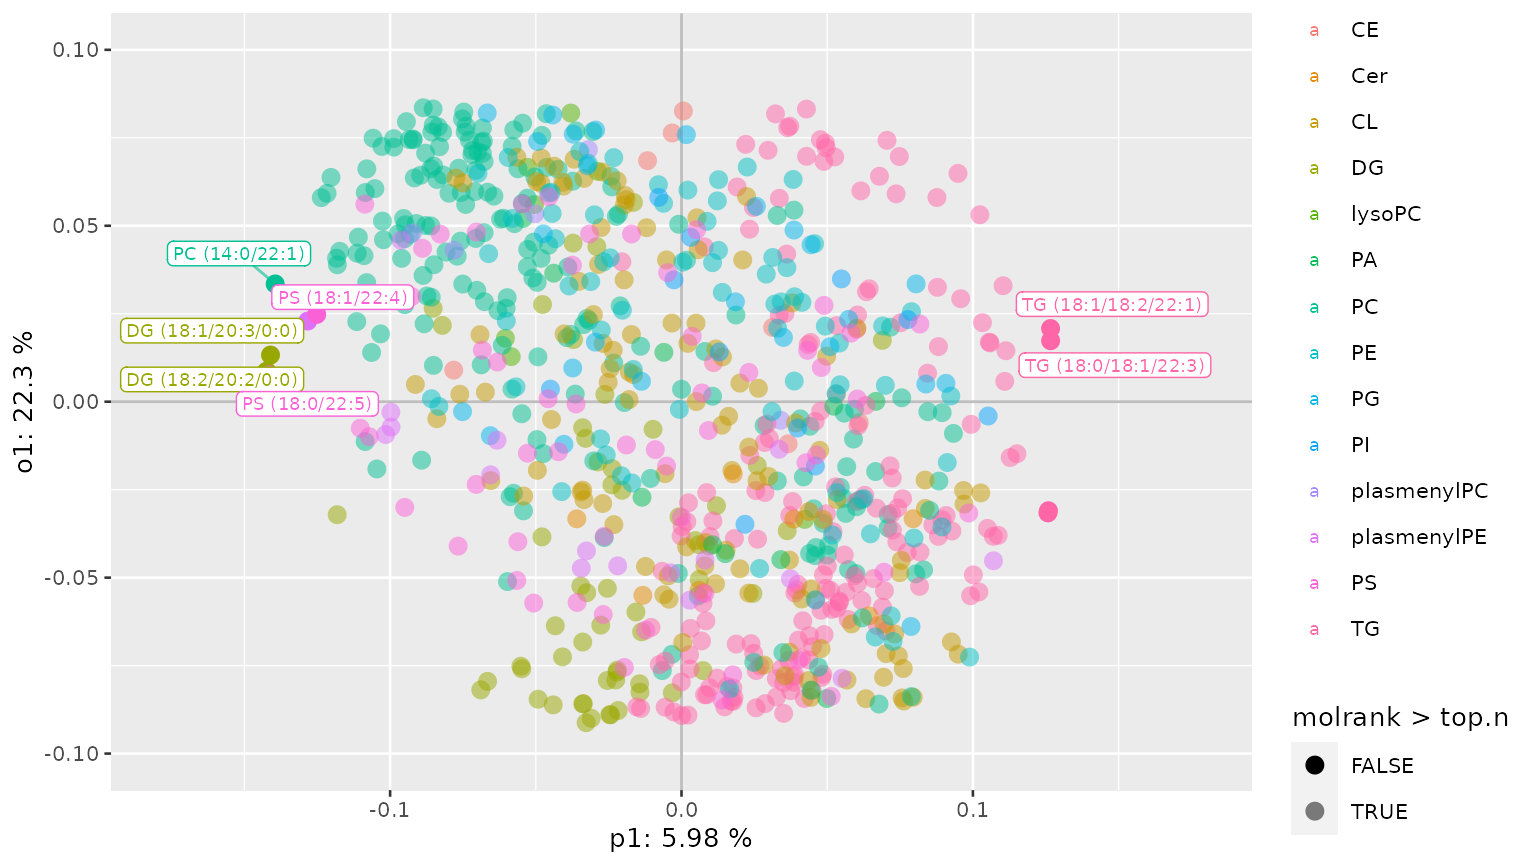 0.10
0.05
0.00
-0.05
-0.10
o1: 22.3 %
-0.1
0.0
0.1
p1: 5.98 %
PC (14:0/22:1)
PS (18:1/22:4)
DG (18:1/20:3/0:0)
DG (18:2/20:2/0:0)
PS (18:0/22:5)
TG (18:1/18:2/22:1)
TG (18:0/18:1/22:3)
a CE
a Cer
a CL
a DG
a lysoPC
a PA
a PC
a PE
a PG
a PI
a plasmenylPC
a plasmenylPE
a PS
a TG
molrank > top.n
FALSE
TRUE